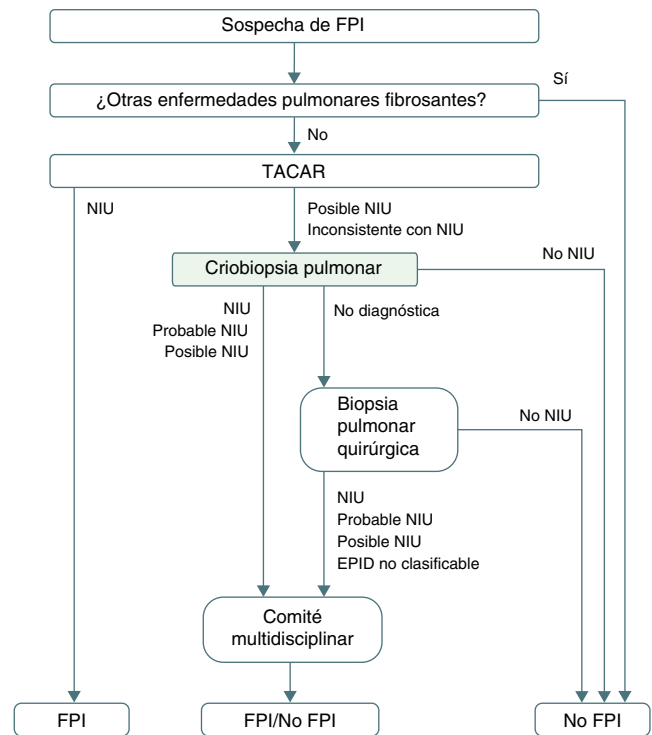 Sospecha de FPI
Sí
¿Otras enfermedades pulmonares fibrosantes?
No
TACAR
NIU
Posible NIU
Inconsistente con NIU
No NIU
Criobiopsia pulmonar
NIU
Probable NIU
Posible NIU
No diagnóstica
Biopsia
pulmonar
quirúrgica
No NIU
NIU
Probable NIU
Posible NIU
EPID no clasificable
Comité
multidisciplinar
FPI
FPI/No FPI
No FPI